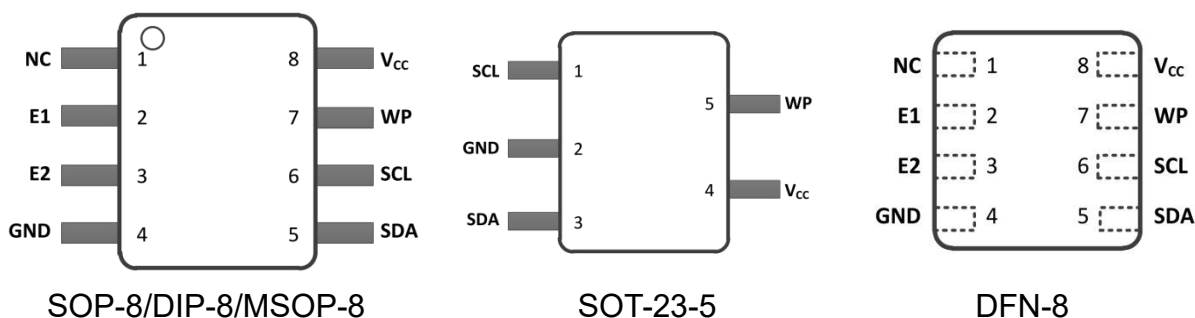 NC 1 8 VCC
E1 2 7 WP
E2 3 6 SCL
GND 4 5 SDA
SOP-8/DIP-8/MSOP-8
SCL 1
5 WP
GND 2
4 VCC
SDA 3
SOT-23-5
NC 1 8 VCC
E1 2 7 WP
E2 3 6 SCL
GND 4 5 SDA
DFN-8